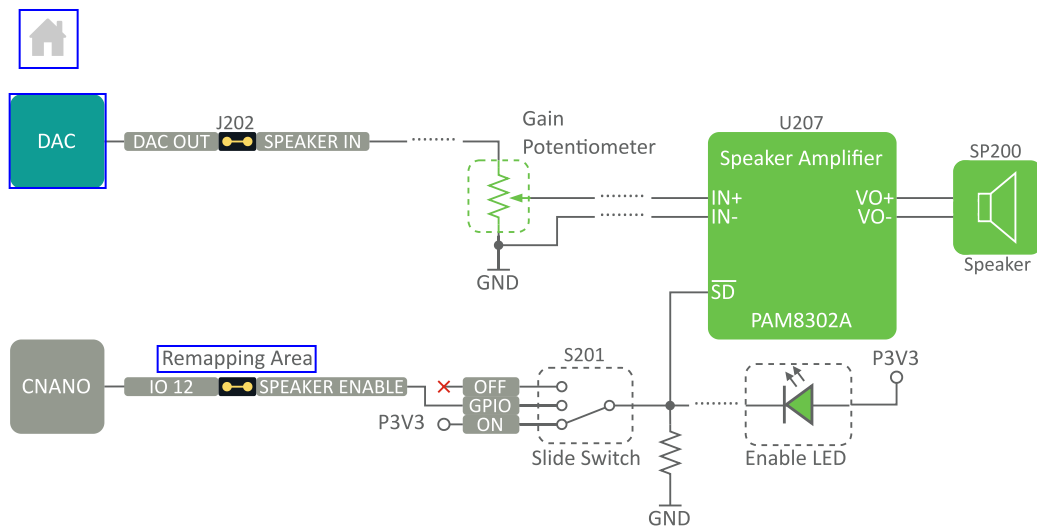 DAC
J202
DAC OUT
SPEAKER IN
Gain
Potentiometer
GND
U207
Speaker Amplifier
IN+
IN-
VO+
VO-
SD
PAM8302A
SP200
Speaker
CNANO
Remapping Area
IO 12
SPEAKER ENABLE
P3V3
OFF
GPIO
ON
S201
Slide Switch
GND
Enable LED
P3V3